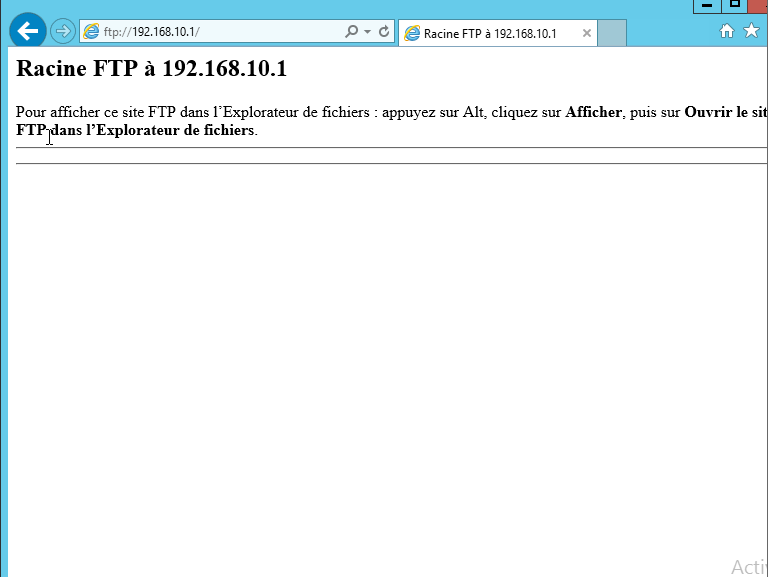 ftp://192.168.10.1/
Racine FTP à 192.168.10.1
Racine FTP à 192.168.10.1
Pour afficher ce site FTP dans l’Explorateur de fichiers : appuyez sur Alt, cliquez sur Afficher, puis sur Ouvrir le sit
FTP dans l’Explorateur de fichiers.
Activ